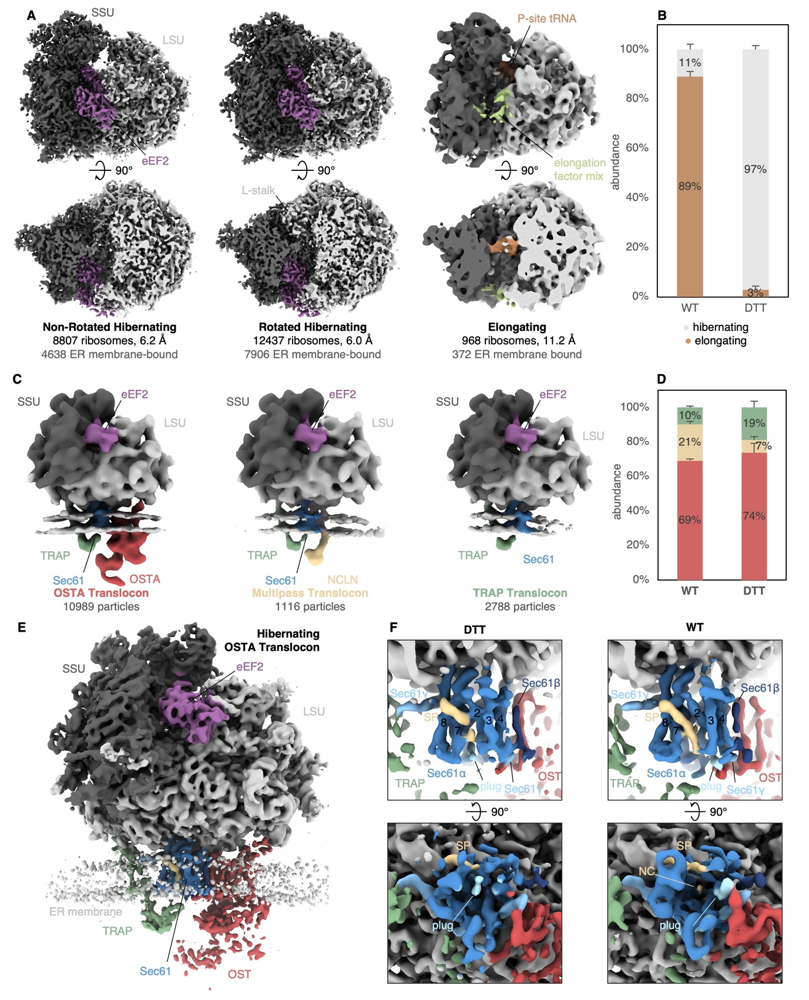 A
SSU
LSU
eEF2
90°
L-stalk
90°
P-site tRNA
elongation
factor mix
90°
Non-Rotated Hibernating
8807 ribosomes, 6.2 Å
4638 ER membrane-bound
Rotated Hibernating
12437 ribosomes, 6.0 Å
7906 ER membrane-bound
Elongating
968 ribosomes, 11.2 Å
372 ER membrane bound
B
abundance
100%
80%
60%
40%
20%
0%
11%
89%
97%
3%
WT
DTT
hibernating
elongating
C
SSU
eEF2
LSU
TRAP
Sec61
OSTA
OSTA Translocon
10989 particles
SSU
eEF2
LSU
TRAP
Sec61
NCLN
Multipass Translocon
1116 particles
SSU
eEF2
LSU
TRAP
Sec61
TRAP Translocon
2788 particles
D
abundance
100%
80%
60%
40%
20%
0%
10%
21%
69%
19%
7%
74%
WT
DTT
E
Hibernating
OSTA Translocon
SSU
eEF2
LSU
ER membrane
TRAP
Sec61
OST
F
DTT
Sec61γ
Sec61β
SP
8
7
2
3
4
Sec61α
TRAP
plug
Sec61γ
OST
90°
SP
plug
WT
Sec61γ
Sec61β
SP
8
7
2
3
4
Sec61α
TRAP
plug
Sec61γ
OST
90°
SP
NC
plug